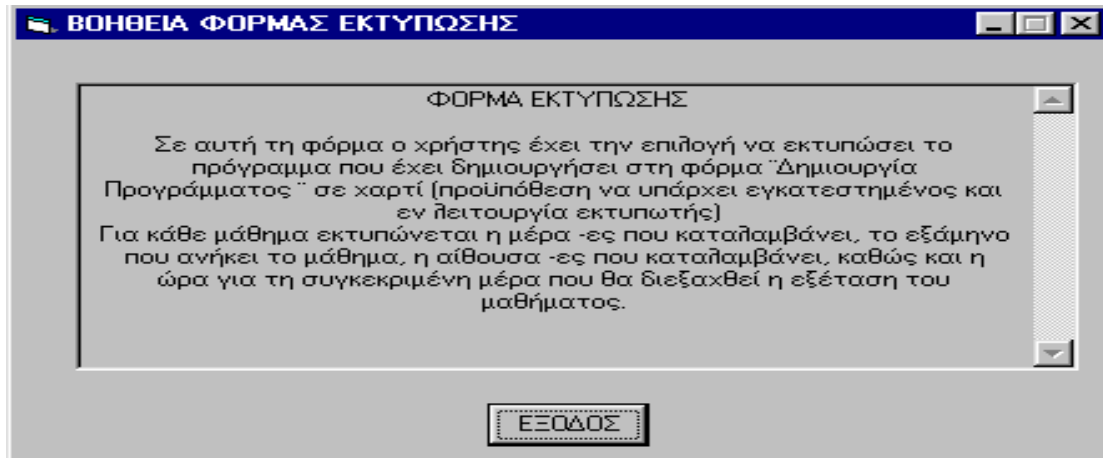 ΒΟΗΘΕΙΑ ΦΟΡΜΑΣ ΕΚΤΥΠΩΣΗΣ
ΦΟΡΜΑ ΕΚΤΥΠΩΣΗΣ
Σε αυτή τη φόρμα ο χρήστης έχει την επιλογή να εκτυπώσει το
πρόγραμμα που έχει δημιουργήσει στη φόρμα ¨Δημιουργία
Προγράμματος ¨ σε χαρτί (προϋπόθεση να υπάρχει εγκατεστημένος και
εν λειτουργία εκτυπωτής)
Για κάθε μάθημα εκτυπώνεται η μέρα -ες που καταλαμβάνει, το εξάμηνο
που ανήκει το μάθημα, η αίθουσα -ες που καταλαμβάνει, καθώς και η
ώρα για τη συγκεκριμένη μέρα που θα διεξαχθεί η εξέταση του
μαθήματος.
ΕΞΟΔΟΣ